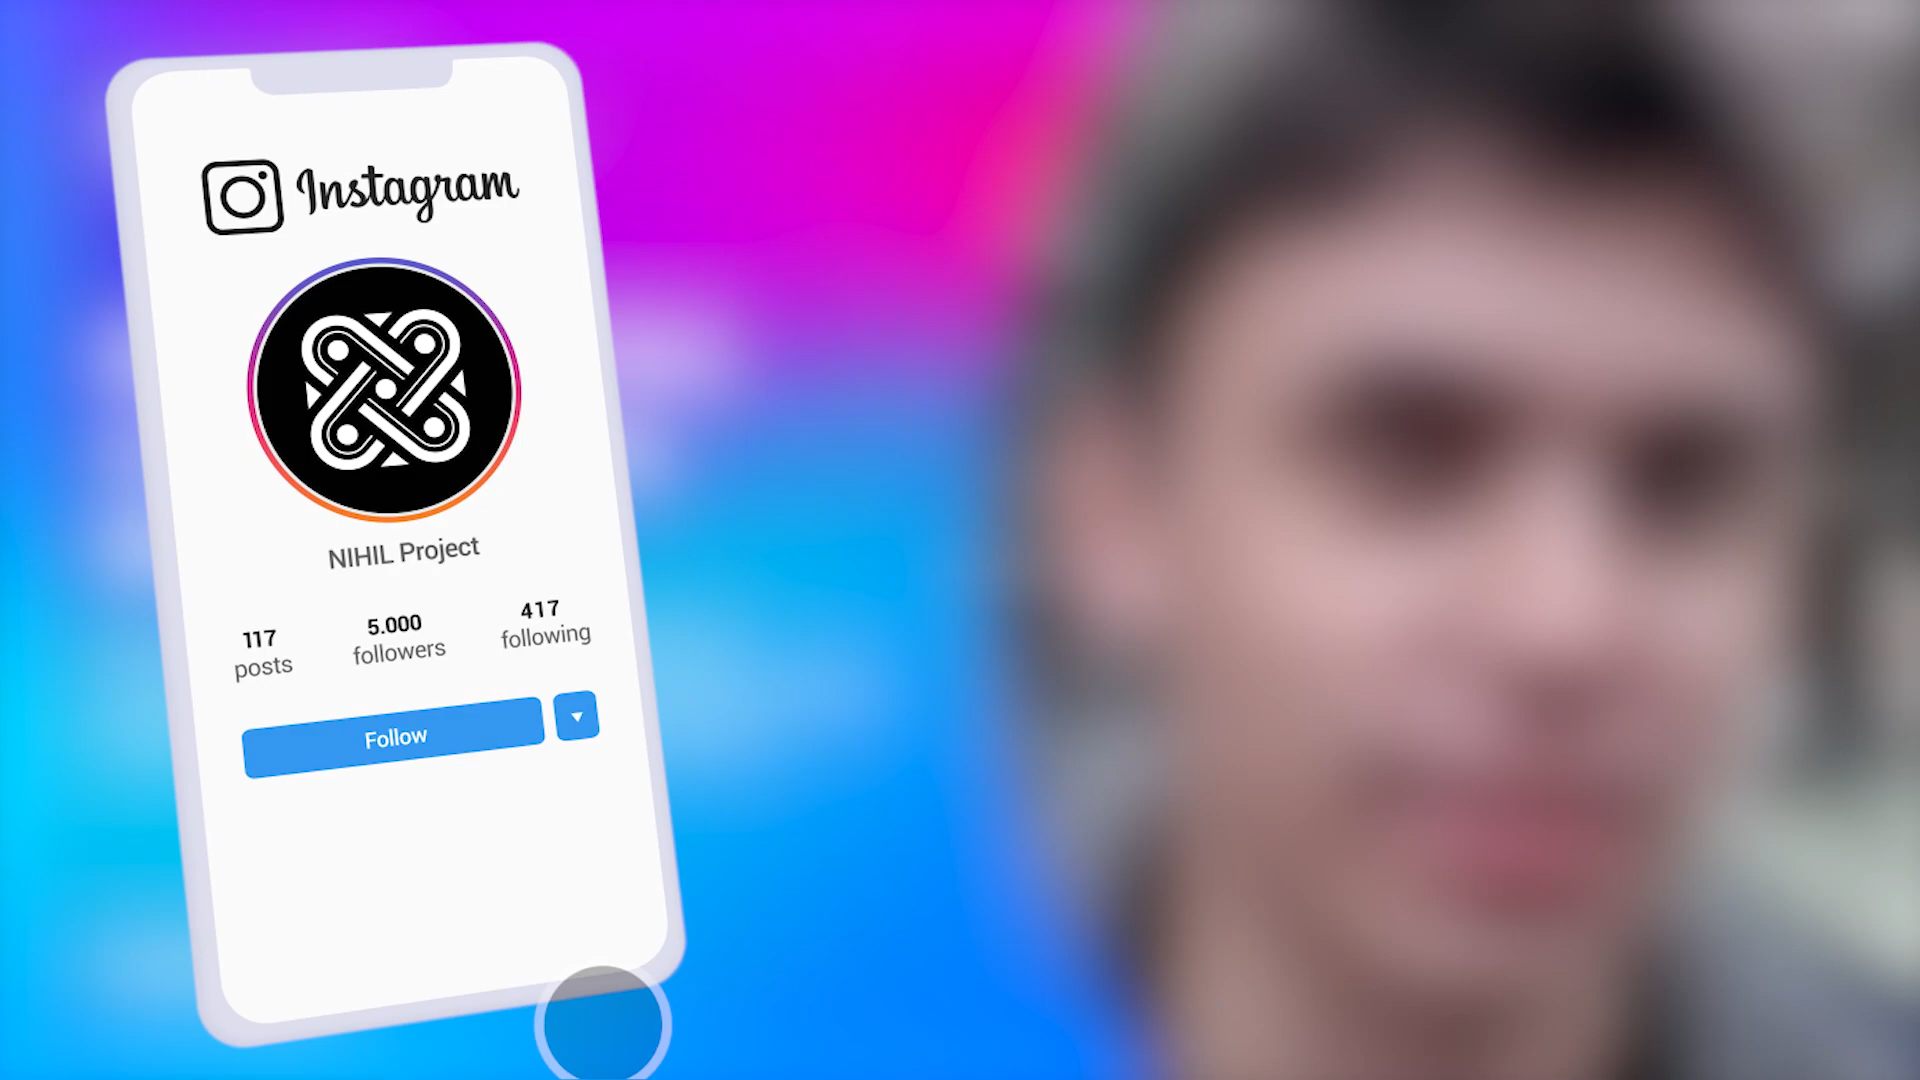 Instagram
NIHIL Project
117 5.000 417
posts followers following
Follow